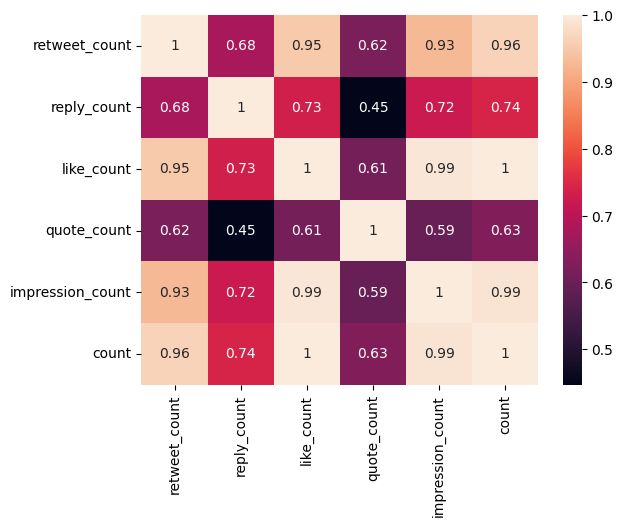 retweet_count 1 0.68 0.95 0.62 0.93 0.96
reply_count 0.68 1 0.73 0.45 0.72 0.74
like_count 0.95 0.73 1 0.61 0.99 1
quote_count 0.62 0.45 0.61 1 0.59 0.63
impression_count 0.93 0.72 0.99 0.59 1 0.99
count 0.96 0.74 1 0.63 0.99 1
retweet_count
reply_count
like_count
quote_count
impression_count
count
1.0
0.9
0.8
0.7
0.6
0.5